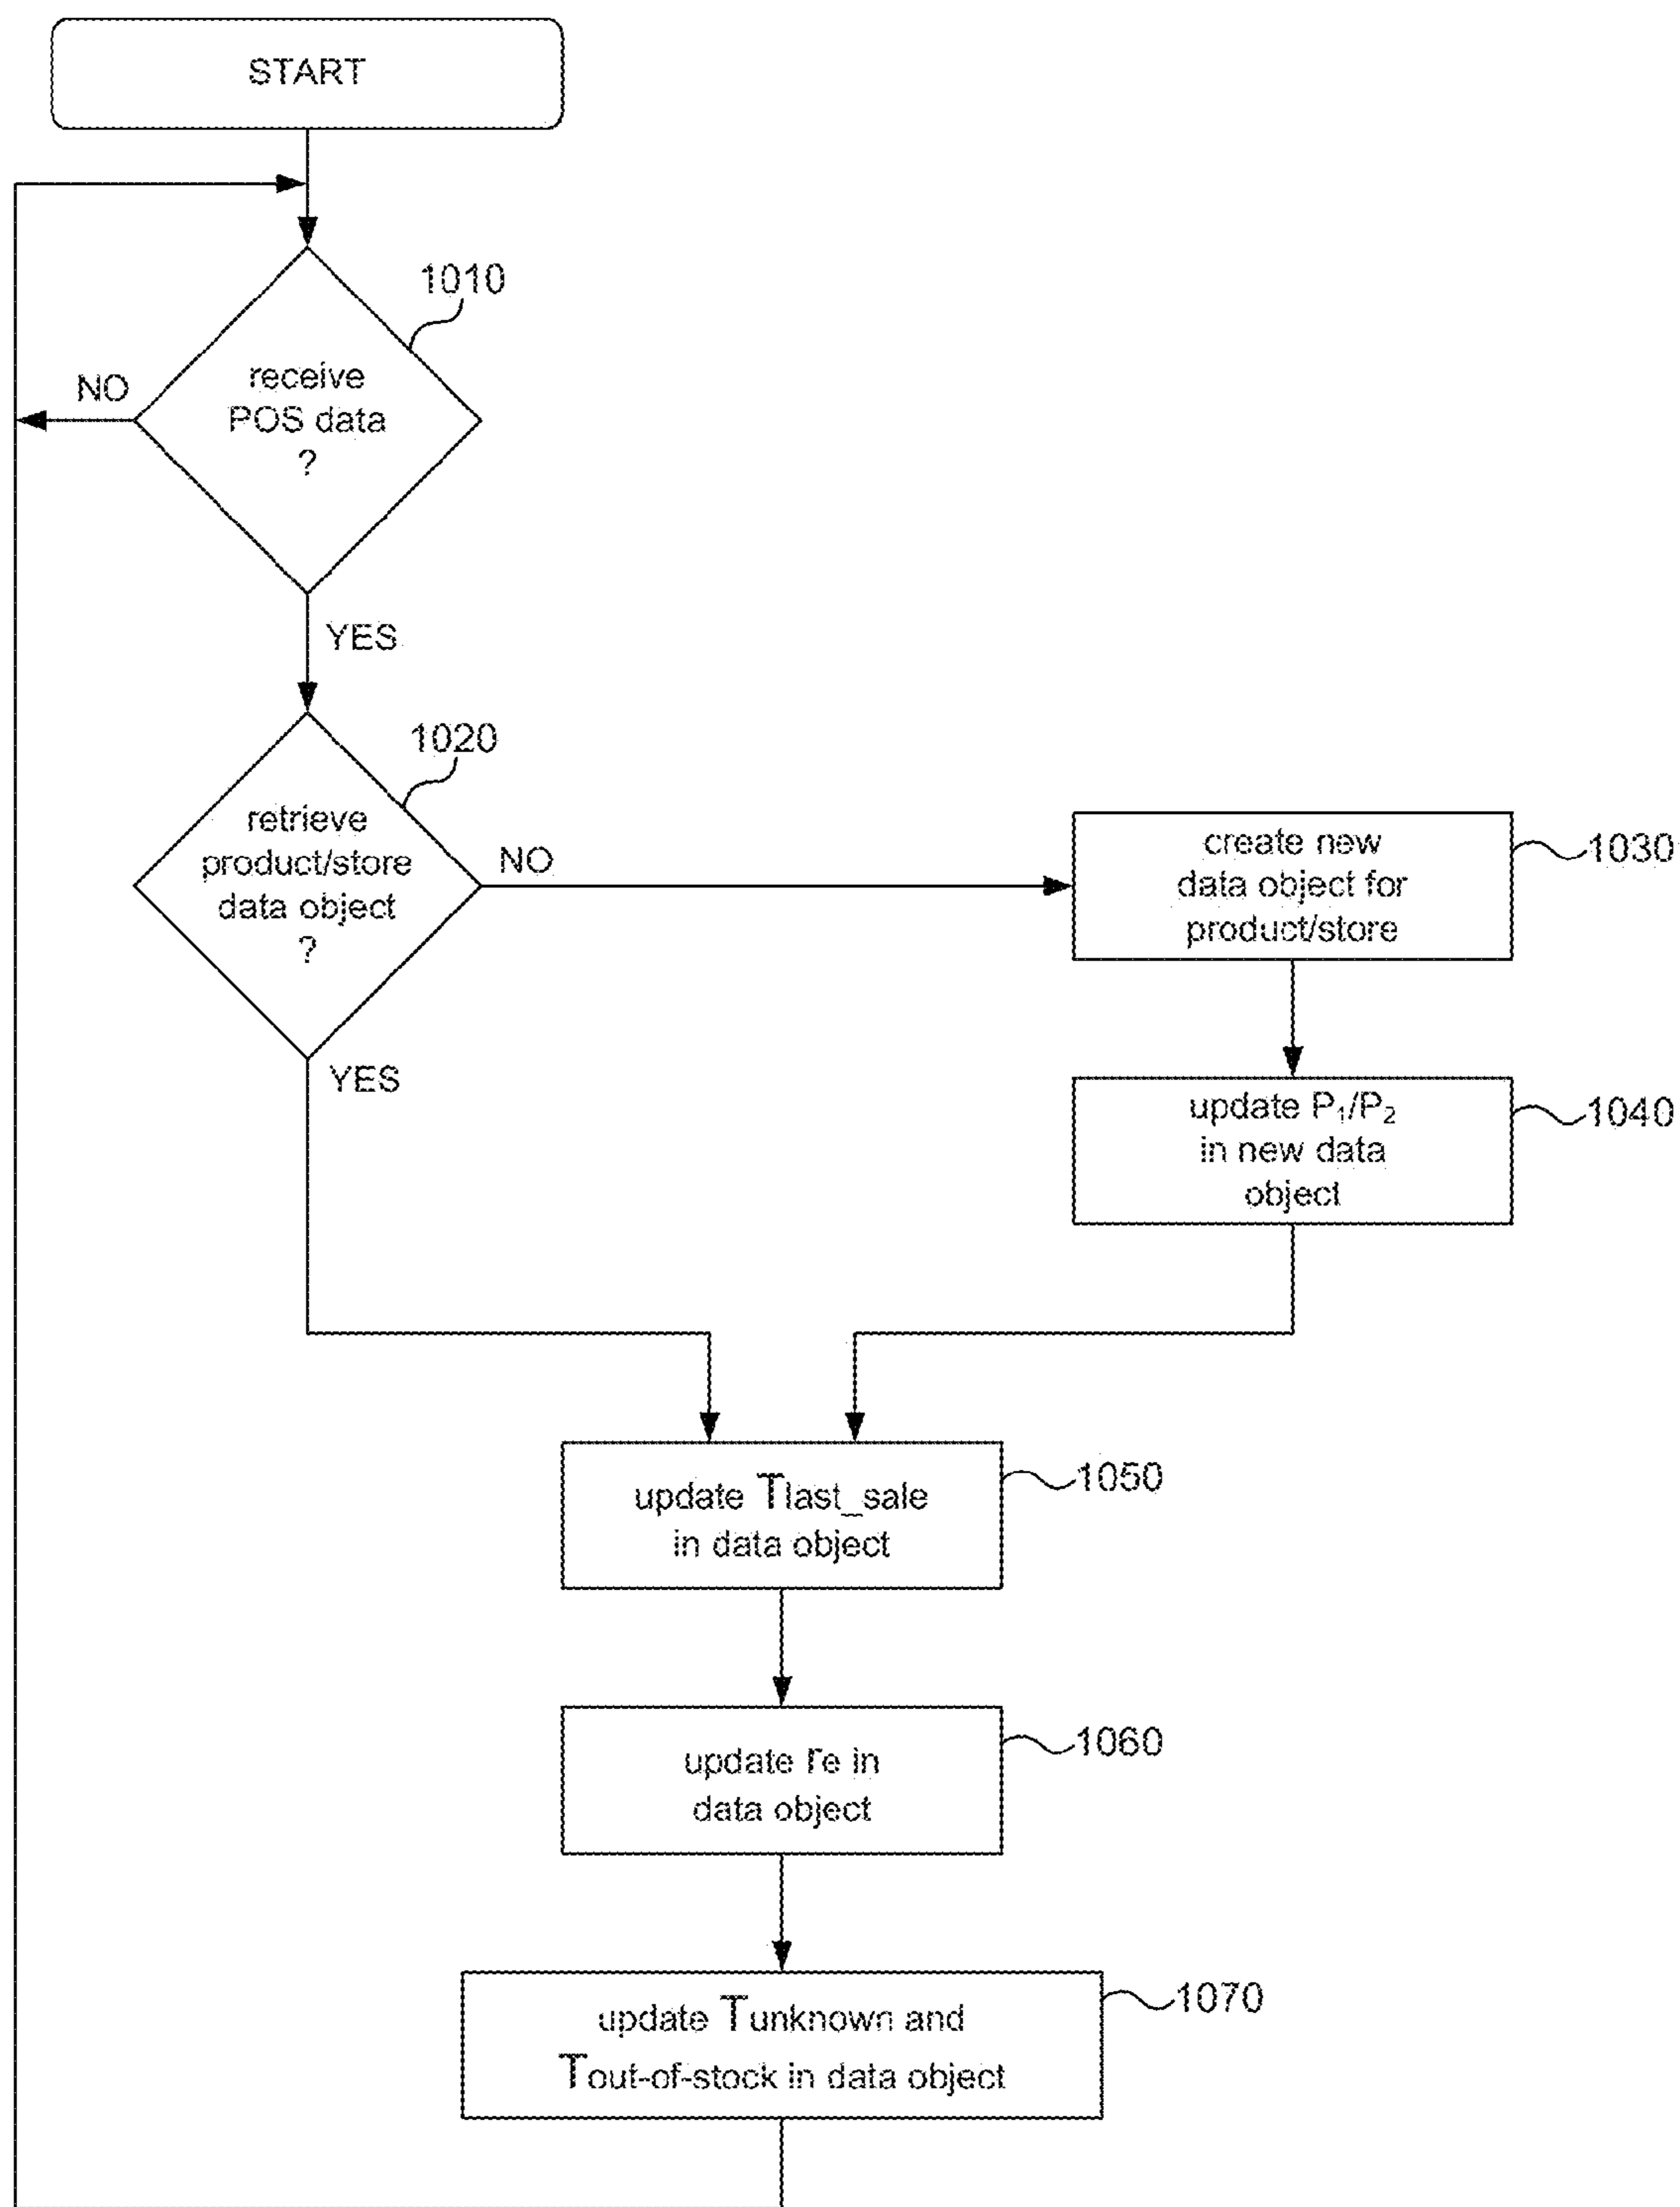 START
1010
receive
POS data
?
NO
YES
1020
retrieve
product/store
data object
?
NO
YES
create new
data object for
product/store
1030
update P₁/P₂
in new data
object
1040
update Tlast_sale
in data object
1050
update re in
data object
1060
update Tunknown and
Tout-of-stock in data object
1070